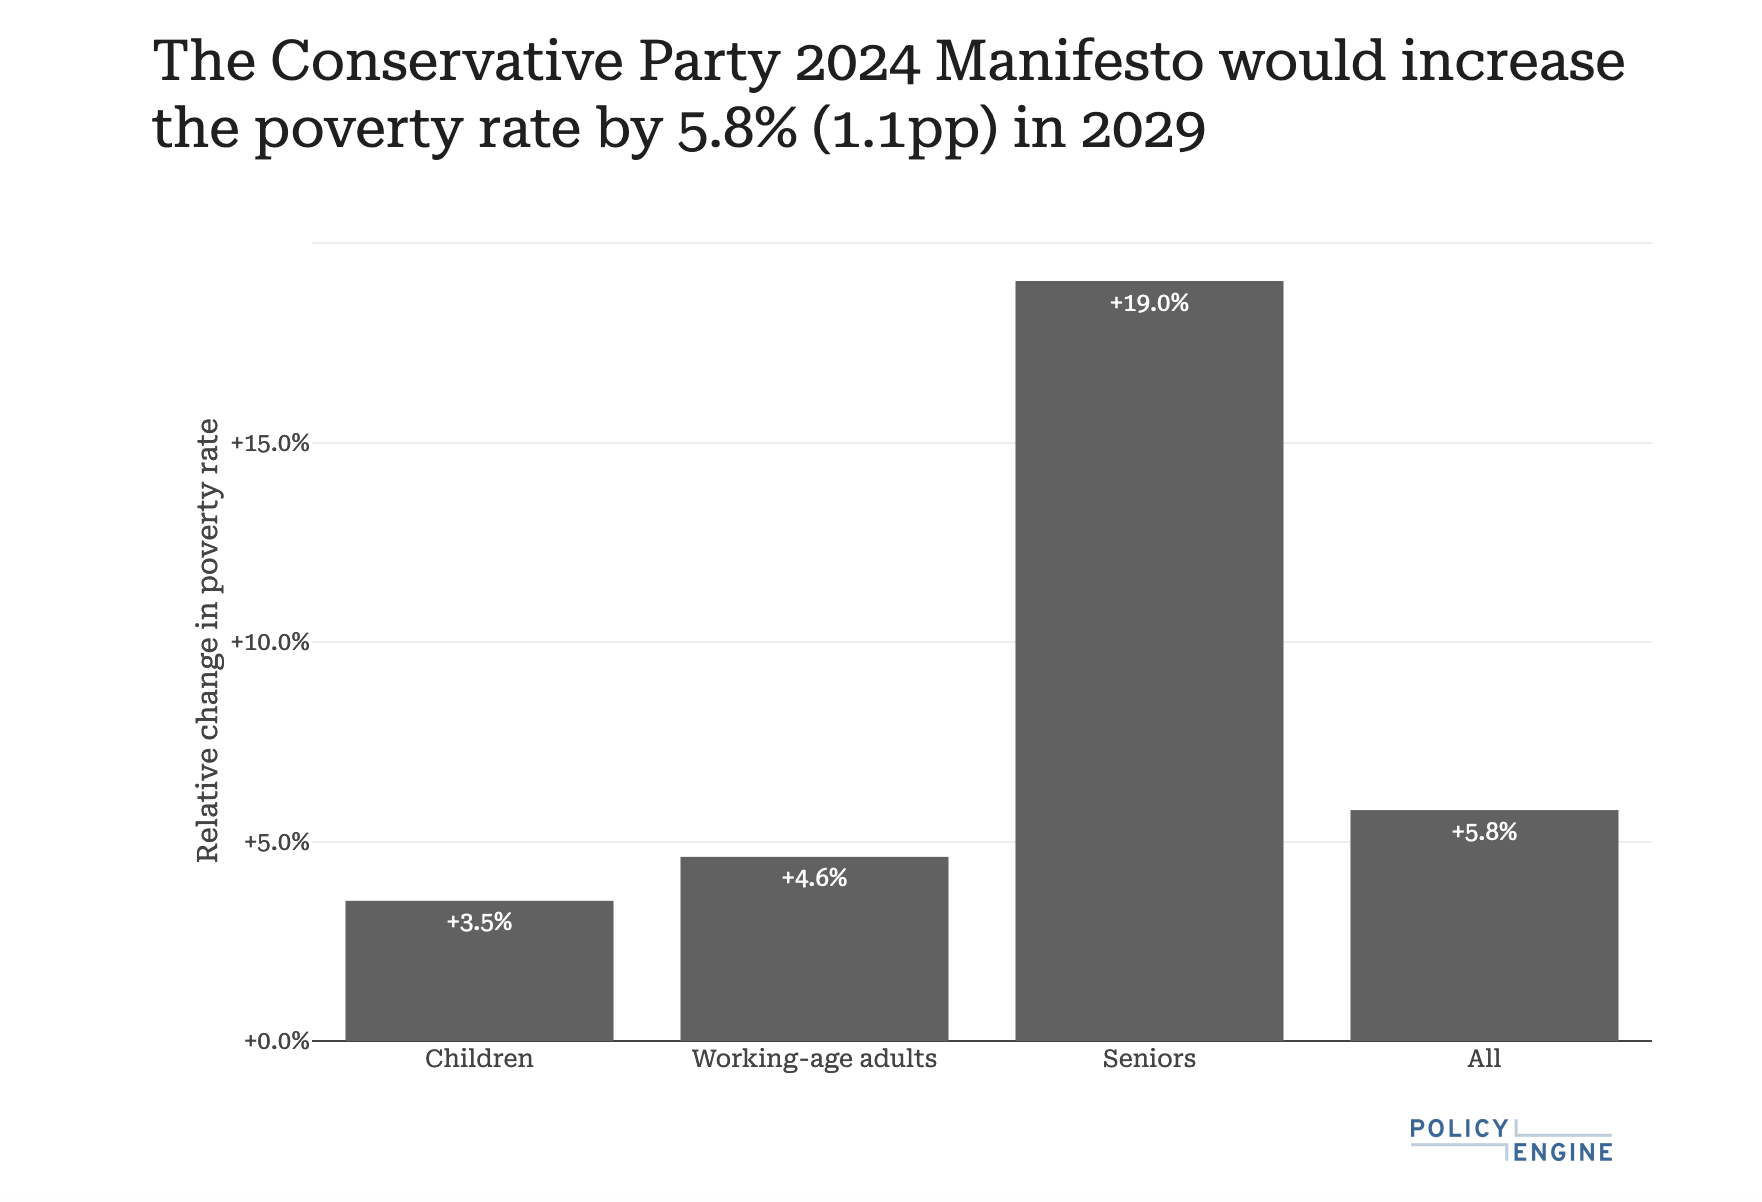 The Conservative Party 2024 Manifesto would increase
the poverty rate by 5.8% (1.1pp) in 2029
Relative change in poverty rate
+15.0%
+10.0%
+5.0%
+0.0%
+3.5%
+4.6%
+19.0%
+5.8%
Children
Working-age adults
Seniors
All
POLICY
ENGINE